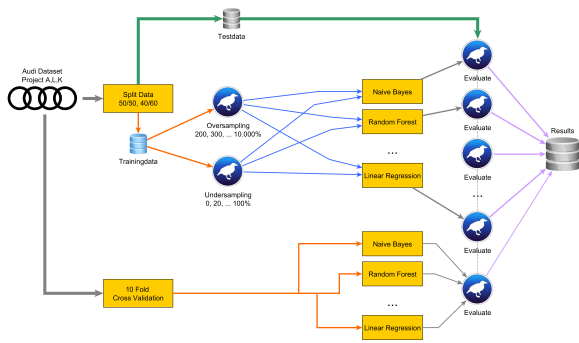 Testdata
Audi Dataset
Project A,L,K
Split Data
50/50, 40/60
Trainingdata
Oversampling
200, 300, ... 10.000%
Undersampling
0, 20, ... 100%
Naive Bayes
Random Forest
...
Linear Regression
Evaluate
Evaluate
Evaluate
Evaluate
Results
10 Fold
Cross Validation
Naive Bayes
Random Forest
...
Linear Regression
Evaluate